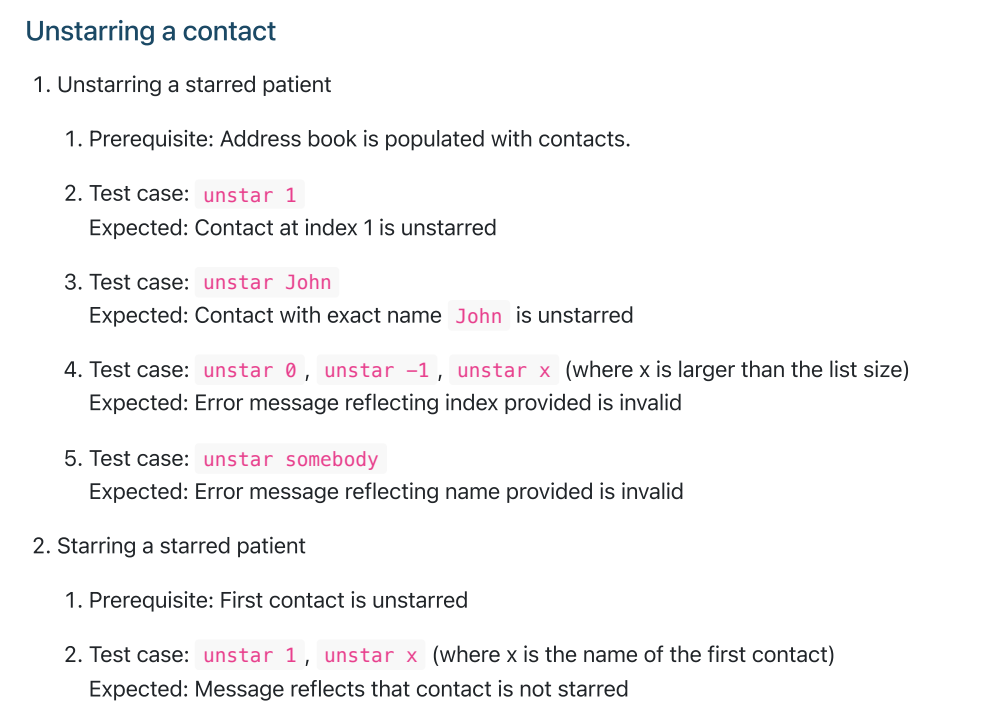 Unstarring a contact
1. Unstarring a starred patient
1. Prerequisite: Address book is populated with contacts.
2. Test case: unstar 1
Expected: Contact at index 1 is unstarred
3. Test case: unstar John
Expected: Contact with exact name John is unstarred
4. Test case: unstar 0 , unstar -1 , unstar x (where x is larger than the list size)
Expected: Error message reflecting index provided is invalid
5. Test case: unstar somebody
Expected: Error message reflecting name provided is invalid
2. Starring a starred patient
1. Prerequisite: First contact is unstarred
2. Test case: unstar 1 , unstar x (where x is the name of the first contact)
Expected: Message reflects that contact is not starred